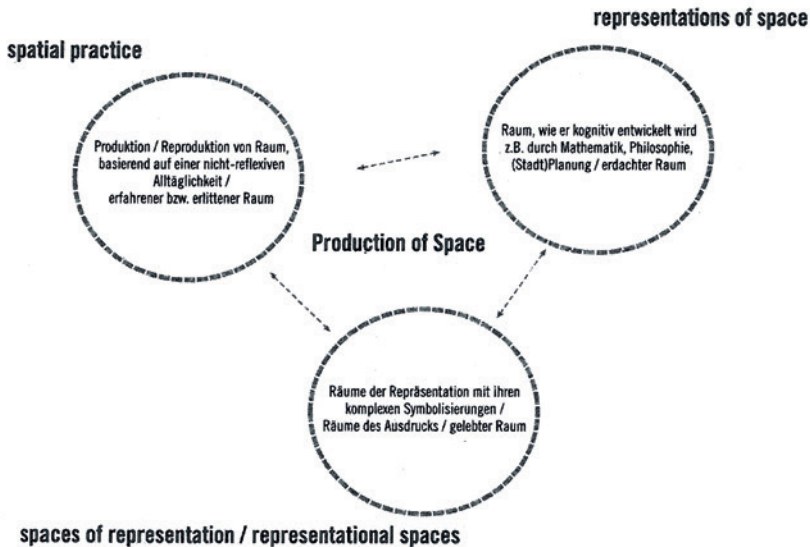 representations of space
spatial practice
Produktion / Reproduktion von Raum,
basierend auf einer nicht-reflexiven
Alltäglichkeit /
erfahrener bzw. erlittener Raum
Raum, wie er kognitiv entwickelt wird
z.B. durch Mathematik, Philosophie,
(Stadt)Planung / erdachter Raum
Production of Space
Räume der Repräsentation mit ihren
komplexen Symbolisierungen /
Räume des Ausdrucks / gelebter Raum
spaces of representation / representational spaces